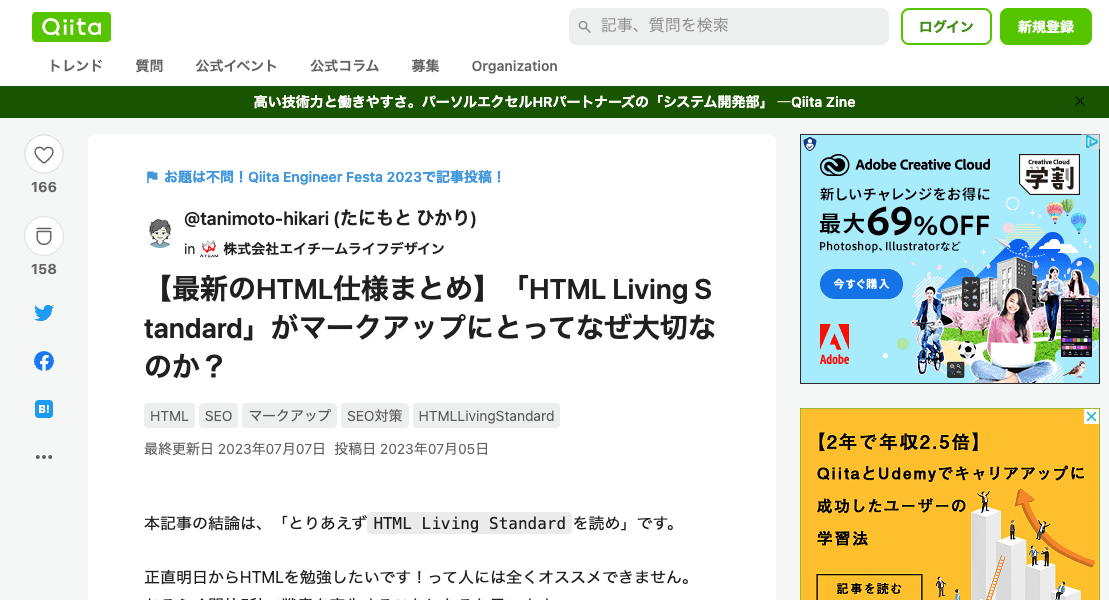 Qiita
記事、質問を検索
ログイン
新規登録
トレンド 質問 公式イベント 公式コラム 募集 Organization
高い技術力と働きやすさ。パーソルエクセルHRパートナーズの「システム開発部」 —Qiita Zine
166
158
B!
お題は不問！Qiita Engineer Festa 2023で記事投稿！
@tanimoto-hikari (たにもと ひかり)
in 株式会社エイチームライフデザイン
【最新のHTML仕様まとめ】「HTML Living S
tandard」がマークアップにとってなぜ大切な
のか？
HTML SEO マークアップ SEO対策 HTMLLivingStandard
最終更新日 2023年07月07日 投稿日 2023年07月05日
本記事の結論は、「とりあえず HTML Living Standard を読め」です。
正直明日からHTMLを勉強したいです！って人には全くオススメできません。
Adobe Creative Cloud
Creative Cloud
学割
新しいチャレンジをお得に
最大69%OFF
Photoshop、Illustratorなど
今すぐ購入
Adobe
【2年で年収2.5倍】
QiitaとUdemyでキャリアアップに
成功したユーザーの
学習法
記事を読む